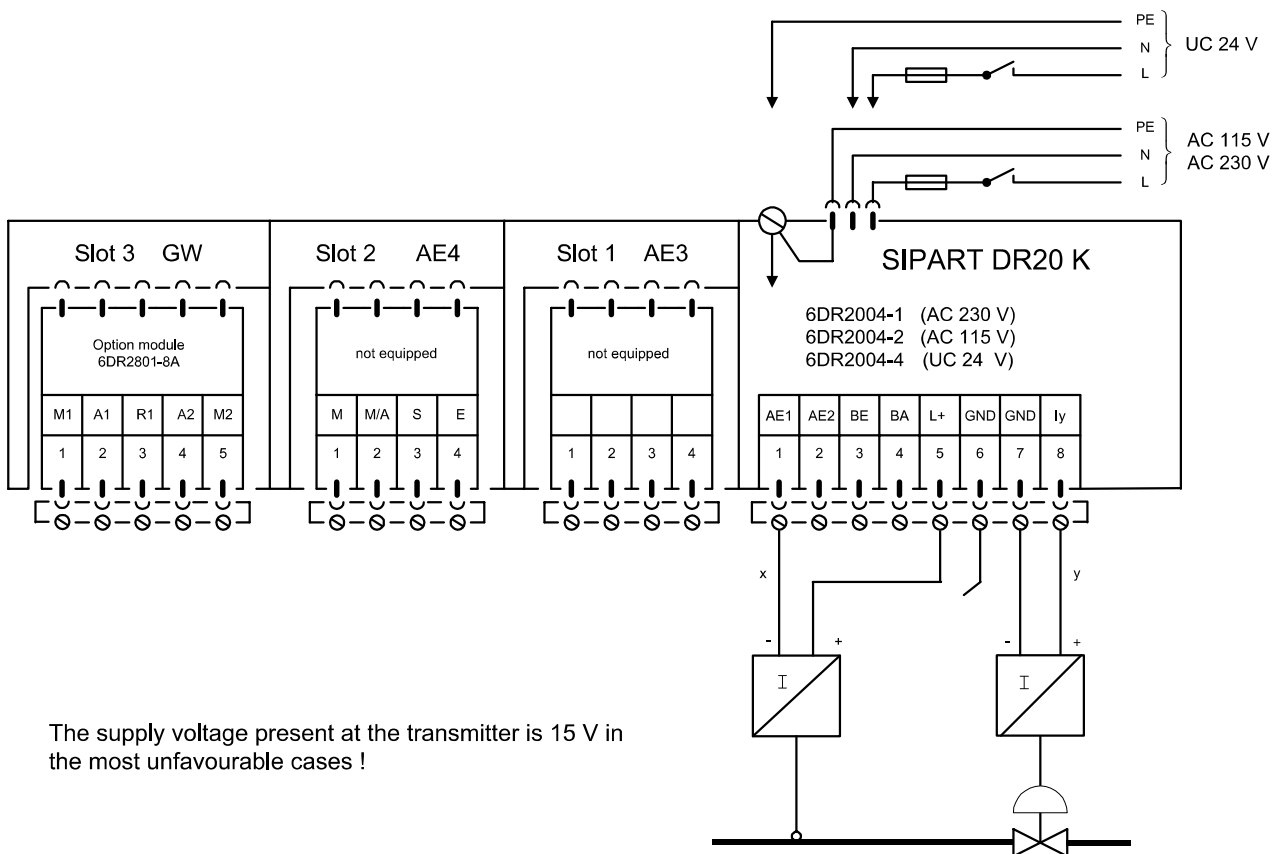 PE
N
L
UC 24 V
PE
N
L
AC 115 V
AC 230 V
Slot 3 GW
Slot 2 AE4
Slot 1 AE3
SIPART DR20 K
Option module
6DR2801-8A
not equipped
not equipped
6DR2004-1 (AC 230 V)
6DR2004-2 (AC 115 V)
6DR2004-4 (UC 24 V)
M1 A1 R1 A2 M2
1 2 3 4 5
M M/A S E
1 2 3 4
1 2 3 4
AE1 AE2 BE BA L+ GND GND Iy
1 2 3 4 5 6 7 8
x
y
- +
- +
I
I
The supply voltage present at the transmitter is 15 V in
the most unfavourable cases !